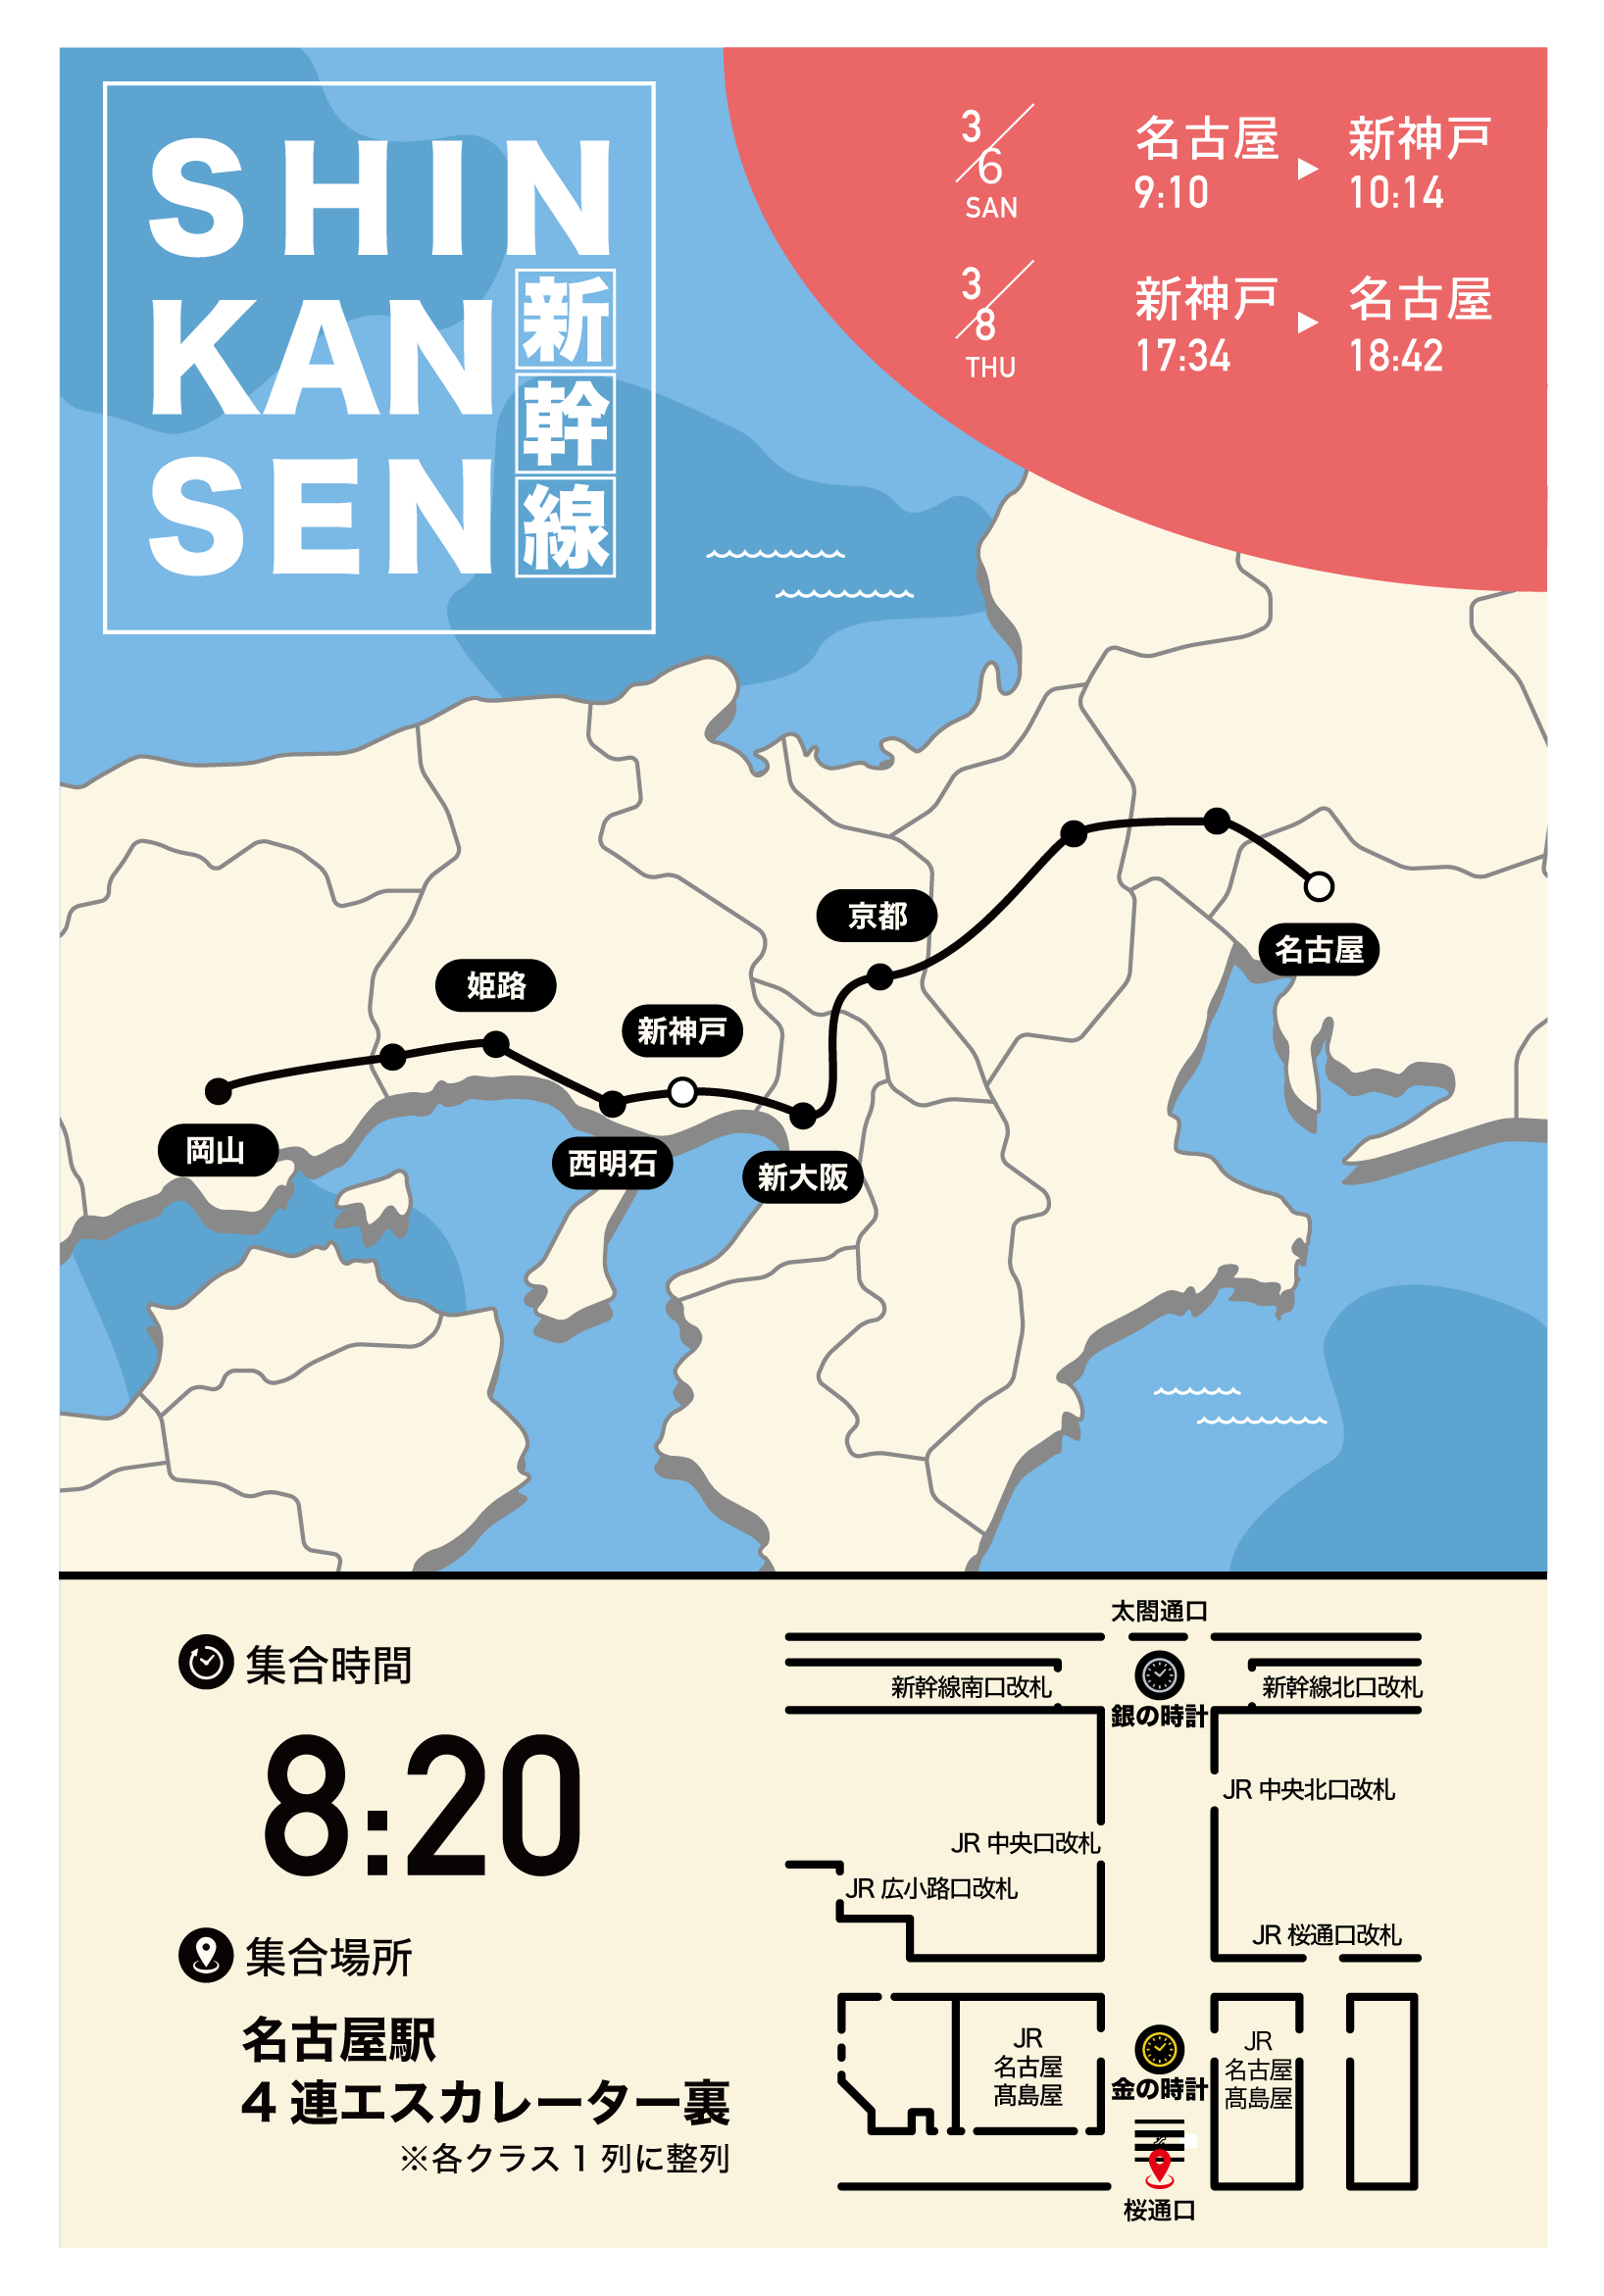 SHIN
KAN
SEN
新幹線
3/6
SAN
名古屋 ▶ 新神戸
9:10 10:14
3/8
THU
新神戸 ▶ 名古屋
17:34 18:42
京都
名古屋
姫路
新神戸
岡山
西明石
新大阪
集合時間
8:20
集合場所
名古屋駅
4 連エスカレーター裏
※各クラス 1 列に整列
太閤通口
新幹線南口改札
新幹線北口改札
銀の時計
JR 中央北口改札
JR 中央口改札
JR 広小路口改札
JR 桜通口改札
JR
名古屋
髙島屋
金の時計
JR
名古屋
髙島屋
桜通口